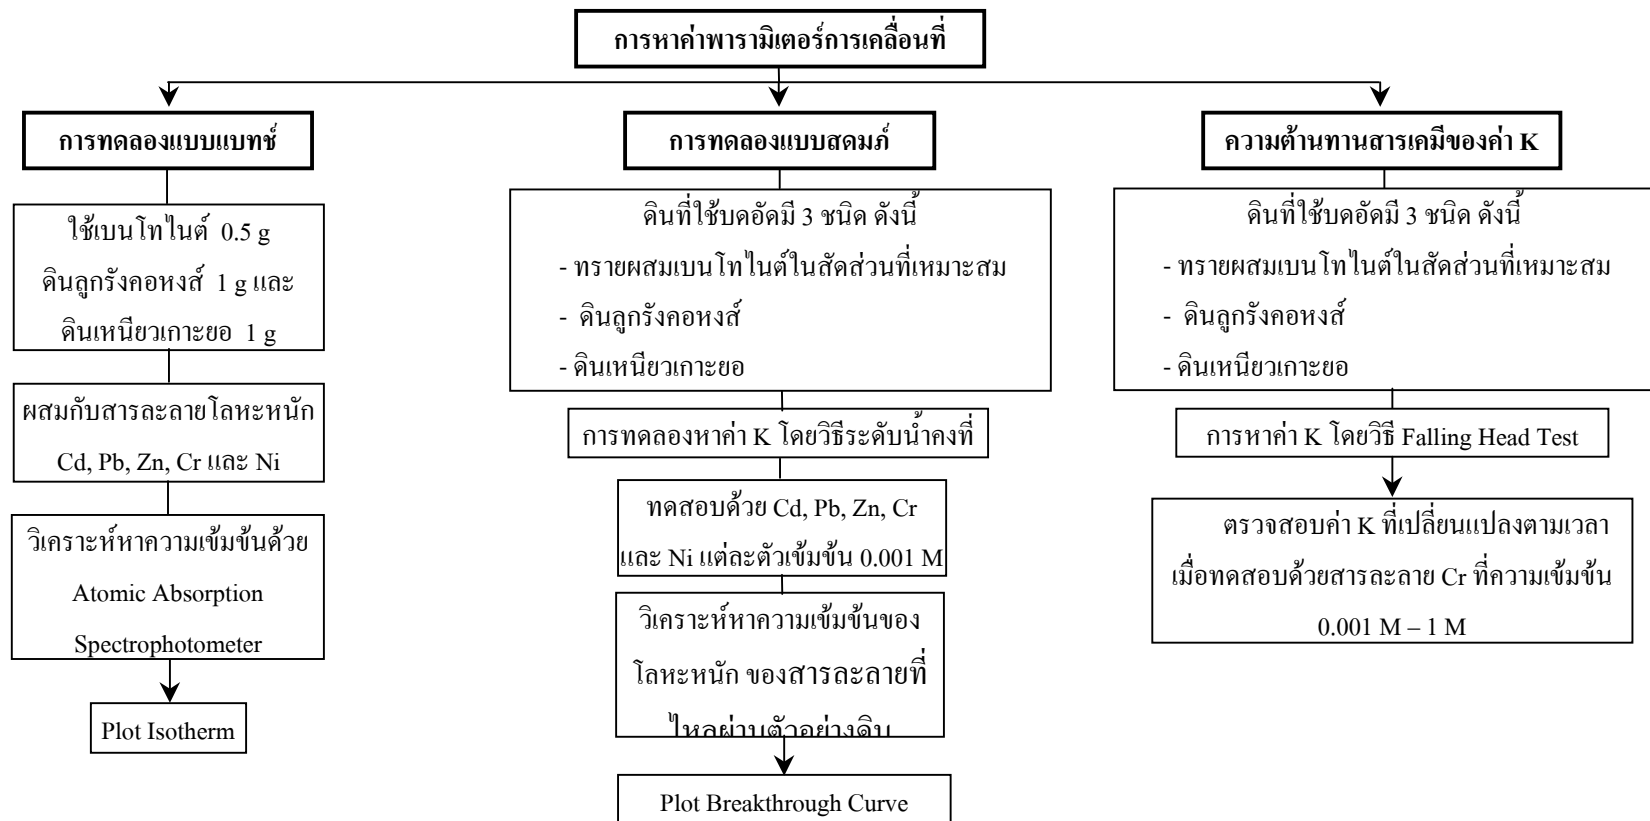 การหาค่าพารามิเตอร์การเคลื่อนที่
การทดลองแบบแบทช์
ใช้เบนโทไนต์ 0.5 g
ดินลูกรังคอหงส์ 1 g และ
ดินเหนียวเกาะยอ 1 g
ผสมกับสารละลายโลหะหนัก
Cd, Pb, Zn, Cr และ Ni
วิเคราะห์หาความเข้มข้นด้วย
Atomic Absorption
Spectrophotometer
Plot Isotherm
การทดลองแบบสดมภ์
ดินที่ใช้บดอัดมี 3 ชนิด ดังนี้
- ทรายผสมเบนโทไนต์ในสัดส่วนที่เหมาะสม
- ดินลูกรังคอหงส์
- ดินเหนียวเกาะยอ
การทดลองหาค่า K โดยวิธีระดับน้ำคงที่
ทดสอบด้วย Cd, Pb, Zn, Cr
และ Ni แต่ละตัวเข้มข้น 0.001 M
วิเคราะห์หาความเข้มข้นของ
โลหะหนัก ของสารละลายที่
ไหลผ่านตัวอย่างดิน
Plot Breakthrough Curve
ความต้านทานสารเคมีของค่า K
ดินที่ใช้บดอัดมี 3 ชนิด ดังนี้
- ทรายผสมเบนโทไนต์ในสัดส่วนที่เหมาะสม
- ดินลูกรังคอหงส์
- ดินเหนียวเกาะยอ
การหาค่า K โดยวิธี Falling Head Test
ตรวจสอบค่า K ที่เปลี่ยนแปลงตามเวลา
เมื่อทดสอบด้วยสารละลาย Cr ที่ความเข้มข้น
0.001 M – 1 M